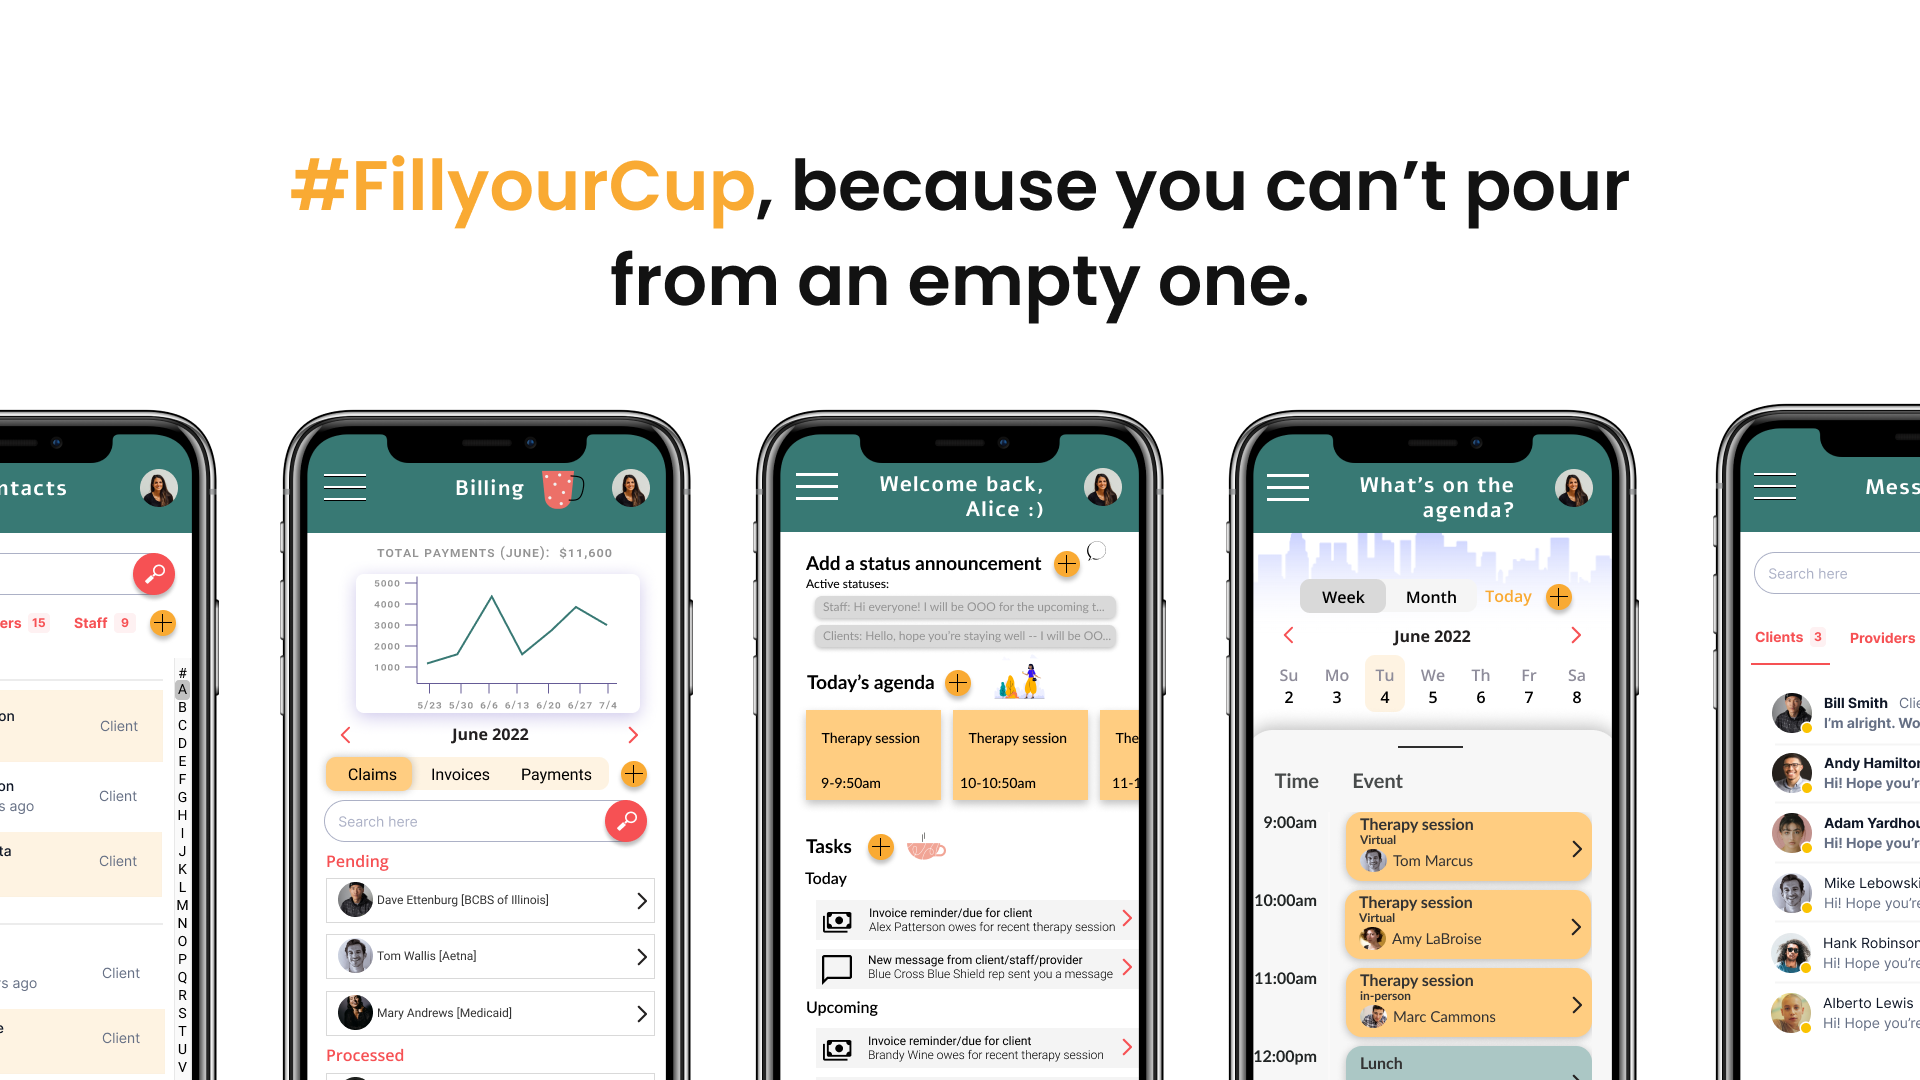 #FillyourCup, because you can't pour
from an empty one.
ntacts
ers 15 Staff 9
on
Client
on
s ago
Client
ta
Client
Client
rs ago
e
Client
#
A
B
C
D
E
F
G
H
I
J
K
L
M
N
O
P
Q
R
S
T
U
V
Billing
TOTAL PAYMENTS (JUNE): $11,600
5000
4000
3000
2000
1000
5/23 5/30 6/6 6/13 6/20 6/27 7/4
June 2022
Claims Invoices Payments
Search here
Pending
Dave Ettenburg [BCBS of Illinois]
Tom Wallis [Aetna]
Mary Andrews [Medicaid]
Processed
Welcome back,
Alice :)
Add a status announcement
Active statuses:
Staff: Hi everyone! I will be OOO for the upcoming t...
Clients: Hello, hope you're staying well -- I will be OO...
Today's agenda
Therapy session
9-9:50am
Therapy session
10-10:50am
The
11-1
Tasks
Today
Invoice reminder/due for client
Alex Patterson owes for recent therapy session
New message from client/staff/provider
Blue Cross Blue Shield rep sent you a message
Upcoming
Invoice reminder/due for client
Brandy Wine owes for recent therapy session
What's on the
agenda?
Week Month Today
June 2022
Su Mo Tu We Th Fr Sa
2 3 4 5 6 7 8
Time Event
9:00am
Therapy session
Virtual
Tom Marcus
10:00am
Therapy session
Virtual
Amy LaBroise
11:00am
Therapy session
in-person
Marc Cammons
12:00pm
Lunch
Mess
Search here
Clients 3 Providers
Bill Smith Clie
I'm alright. Wo
Andy Hamilton
Hi! Hope you'r
Adam Yardhou
Hi! Hope you'r
Mike Lebowski
Hi! Hope you're
Hank Robinson
Hi! Hope you're
Alberto Lewis
Hi! Hope you're